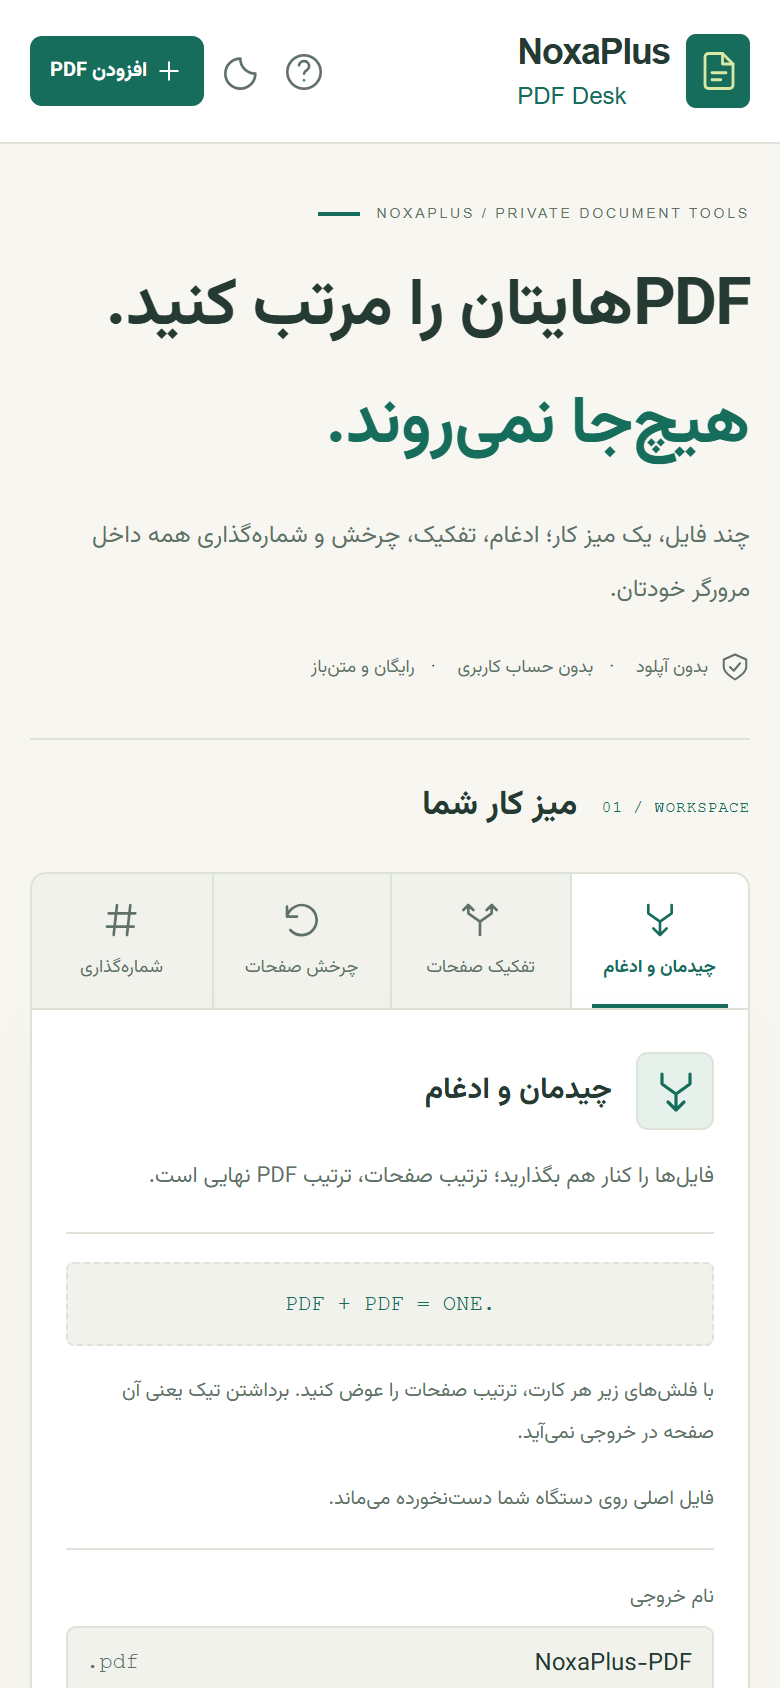 NoxaPlus
PDF Desk
افزودن PDF
NOXAPLUS / PRIVATE DOCUMENT TOOLS
PDFهایتان را مرتب کنید.
هیچ‌جا نمی‌روند.
چند فایل، یک میز کار؛ ادغام، تفکیک، چرخش و شماره‌گذاری همه داخل
مرورگر خودتان.
بدون آپلود · بدون حساب کاربری · رایگان و متن‌باز
01 / WORKSPACE میز کار شما
چیدمان و ادغام
تفکیک صفحات
چرخش صفحات
شماره‌گذاری
چیدمان و ادغام
فایل‌ها را کنار هم بگذارید؛ ترتیب صفحات، ترتیب PDF نهایی است.
PDF + PDF = ONE.
با فلش‌های زیر هر کارت، ترتیب صفحات را عوض کنید. برداشتن تیک یعنی آن
صفحه در خروجی نمی‌آید.
فایل اصلی روی دستگاه شما دست‌نخورده می‌ماند.
نام خروجی
NoxaPlus-PDF .pdf